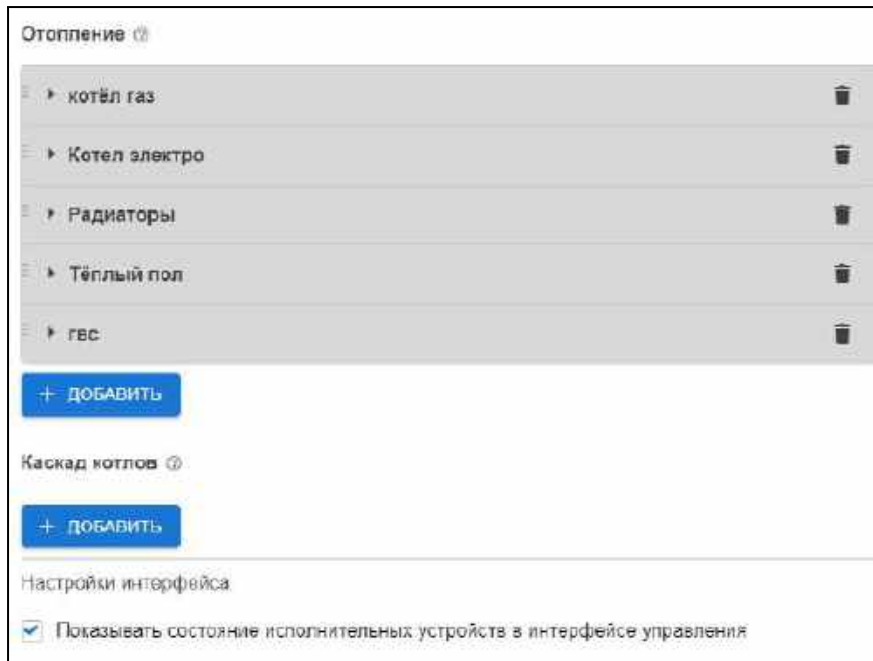 Отопление
котёл газ
Котел электро
Радиаторы
Тёплый пол
гвс
+ ДОБАВИТЬ
Каскад котлов
+ ДОБАВИТЬ
Настройки интерфейса
Показывать состояние исполнительных устройств в интерфейсе управления